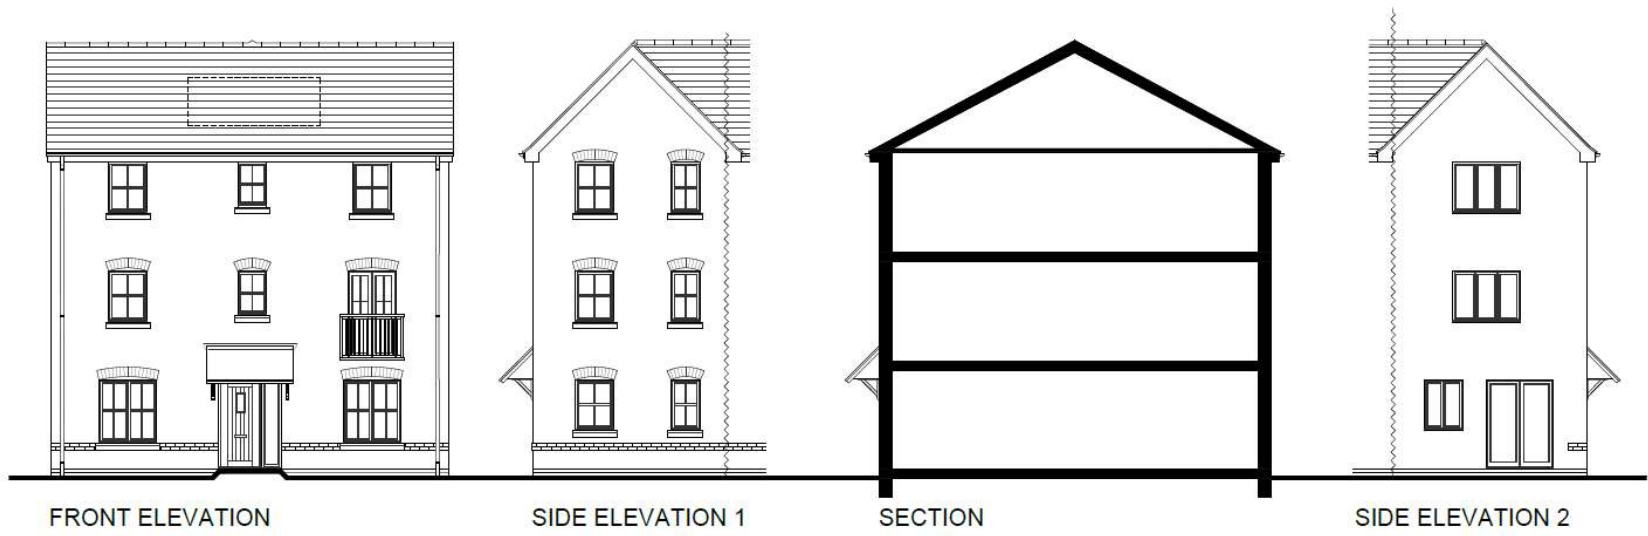 FRONT ELEVATION
SIDE ELEVATION 1
SECTION
SIDE ELEVATION 2